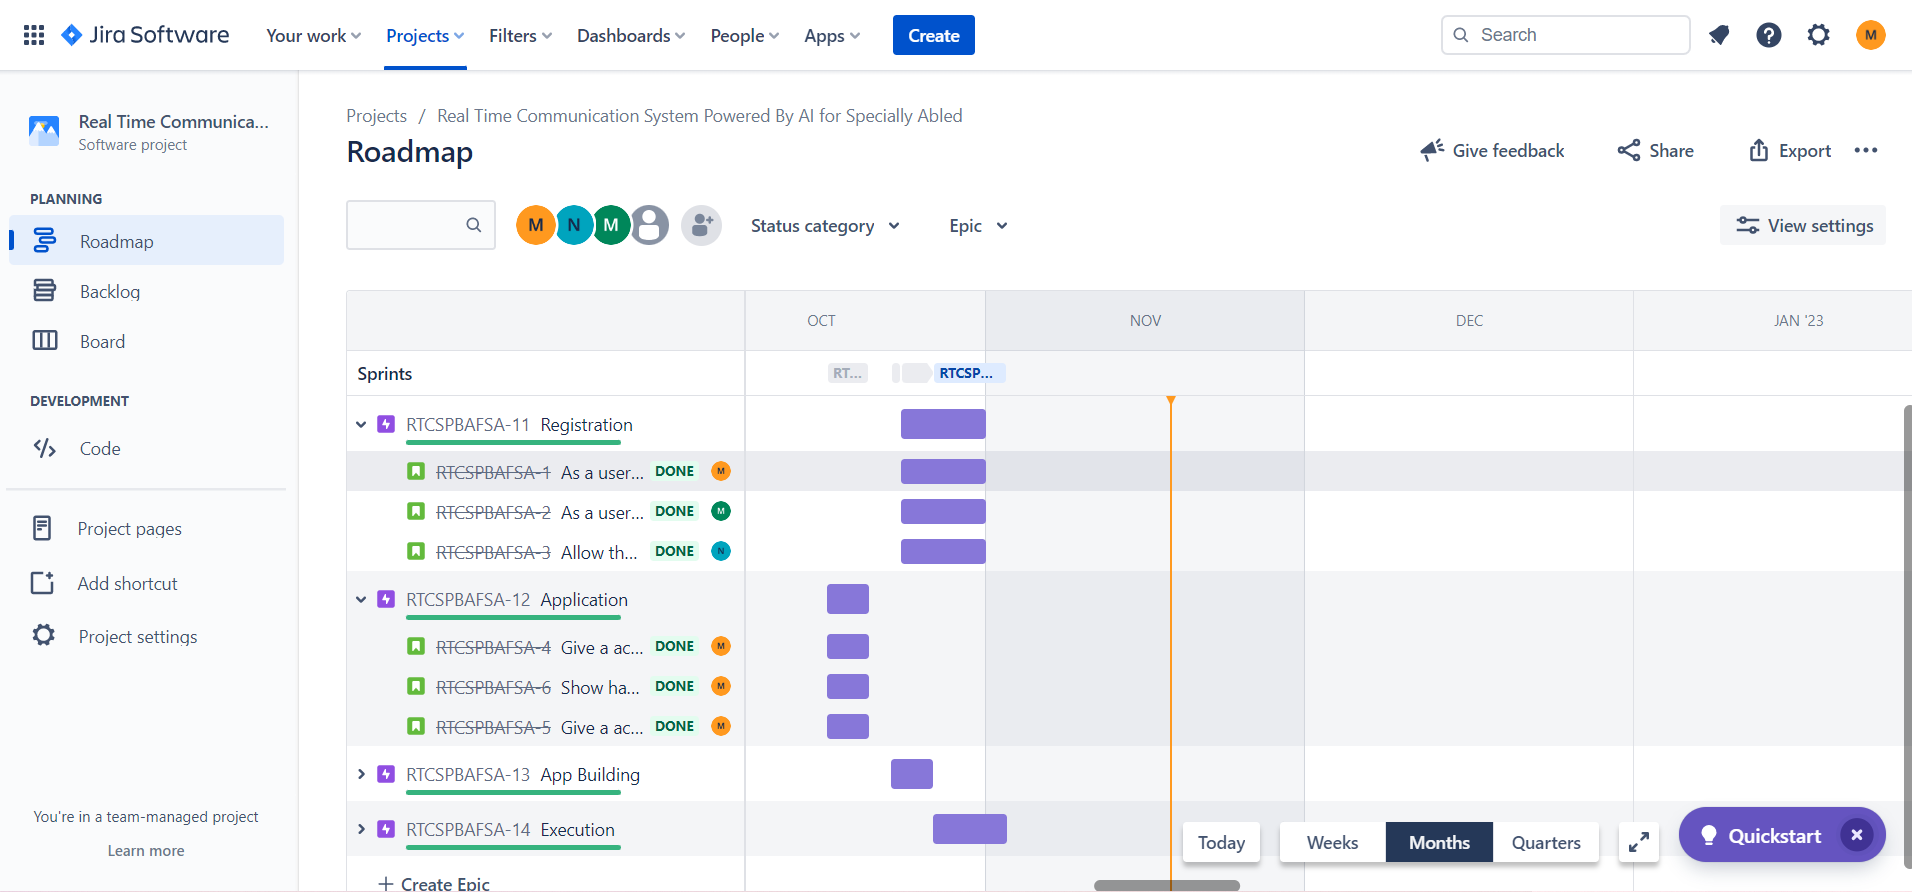 Jira Software Your work Projects Filters Dashboards People Apps Create Search M
Real Time Communica...
Software project
PLANNING
Roadmap
Backlog
Board
DEVELOPMENT
Code
Project pages
Add shortcut
Project settings
You're in a team-managed project
Learn more
Projects / Real Time Communication System Powered By AI for Specially Abled
Roadmap
Give feedback Share Export
M N M Status category Epic View settings
OCT NOV DEC JAN '23
Sprints RT... RTCSP...
RTCSPBAFSA-11 Registration
RTCSPBAFSA-1 As a user... DONE M
RTCSPBAFSA-2 As a user... DONE M
RTCSPBAFSA-3 Allow th... DONE N
RTCSPBAFSA-12 Application
RTCSPBAFSA-4 Give a ac... DONE M
RTCSPBAFSA-6 Show ha... DONE M
RTCSPBAFSA-5 Give a ac... DONE M
RTCSPBAFSA-13 App Building
RTCSPBAFSA-14 Execution
Today Weeks Months Quarters Quickstart
Create Epic